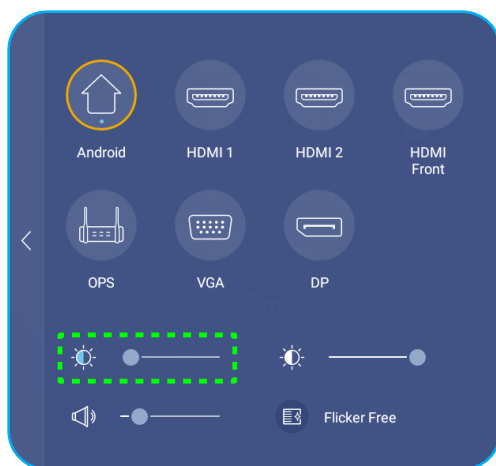 Android
HDMI 1
HDMI 2
HDMI
Front
OPS
VGA
DP
Flicker Free